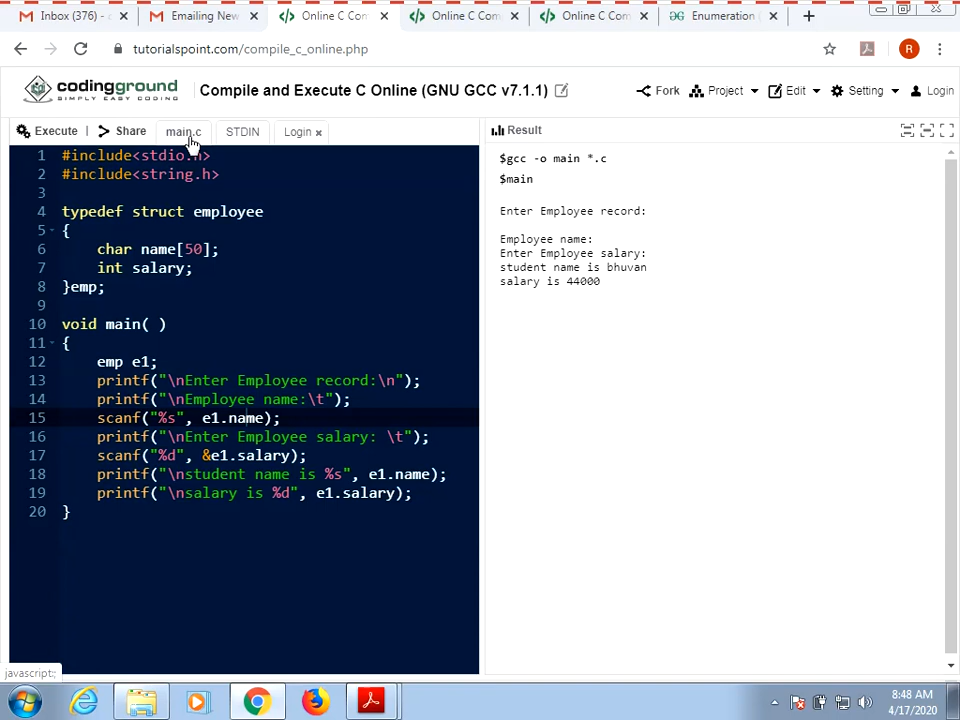 Inbox (376) -
Emailing New
Online C Com
Online C Com
Online C Com
Enumeration (
tutorialspoint.com/compile_c_online.php
R
codingground
SIMPLY EASY CODING
Compile and Execute C Online (GNU GCC v7.1.1)
Fork
Project
Edit
Setting
Login
Execute | Share main.c STDIN Login ×
Result
1 #include<stdio.h>
2 #include<string.h>
3
4 typedef struct employee
5 {
6 char name[50];
7 int salary;
8 }emp;
9
10 void main( )
11 {
12 emp e1;
13 printf("\nEnter Employee record:\n");
14 printf("\nEmployee name:\t");
15 scanf("%s", e1.name);
16 printf("\nEnter Employee salary: \t");
17 scanf("%d", &e1.salary);
18 printf("\nstudent name is %s", e1.name);
19 printf("\nsalary is %d", e1.salary);
20 }
$gcc -o main *.c
$main
Enter Employee record:
Employee name:
Enter Employee salary:
student name is bhuvan
salary is 44000
javascript:;
8:48 AM
4/17/2020